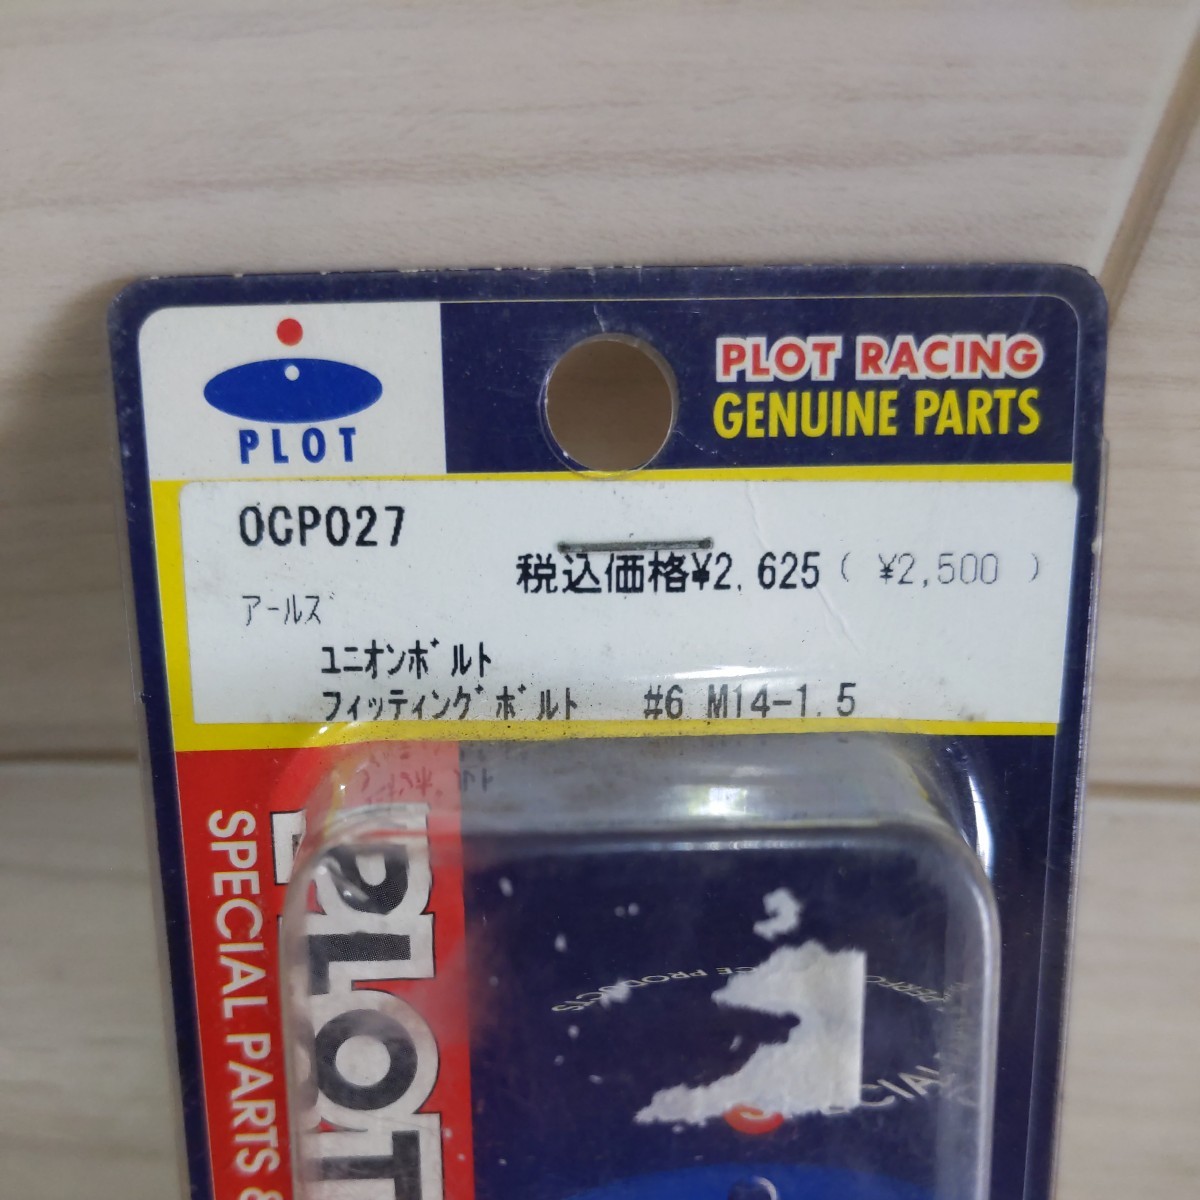 PLOT
PLOT RACING
GENUINE PARTS
OCP027
税込価格¥2,625 ( ¥2,500 )
アールズ
ユニオンボルト
フィッティングボルト #6 M14-1.5
PLOT
SPECIAL PARTS &
PRODUCTS